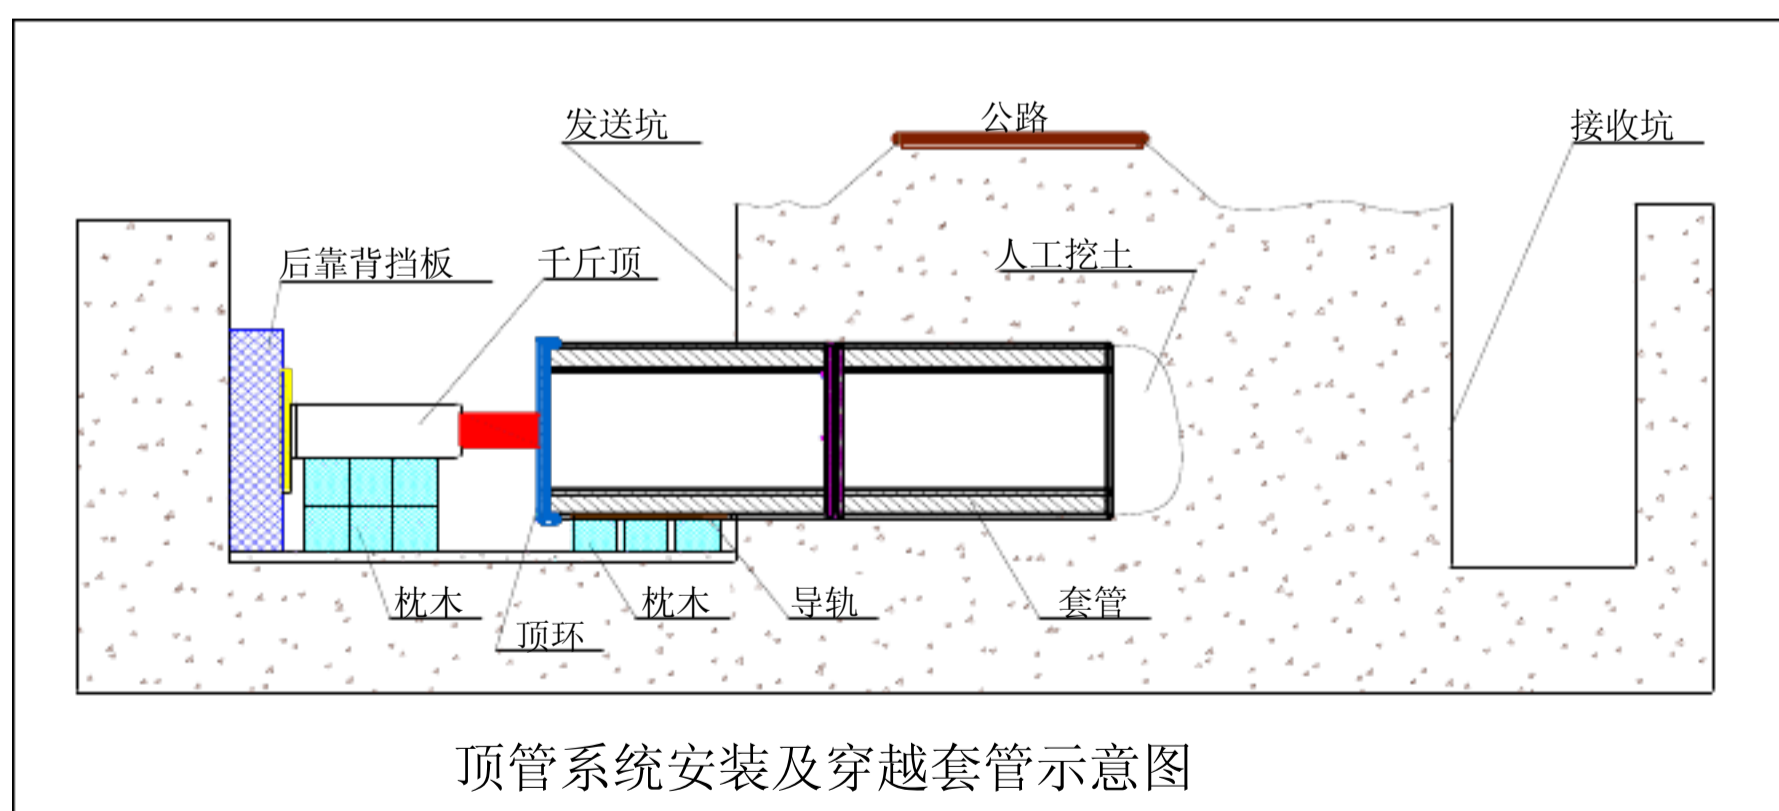 公路
发送坑
接收坑
人工挖土
后靠背挡板
千斤顶
枕木
枕木
导轨
套管
顶环
顶管系统安装及穿越套管示意图